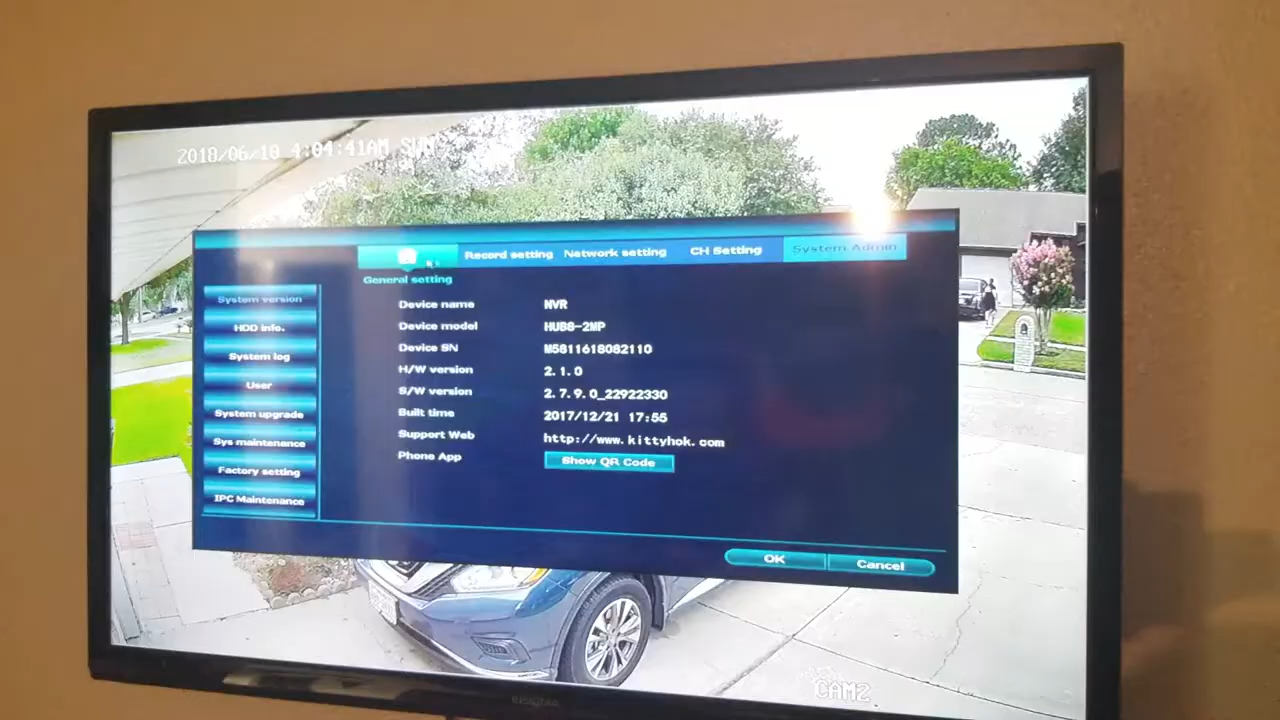 2018/06/10 4:04:41AM SUN
Record setting Network setting CH Setting System Admin
General setting
System version
HDD info.
System log
User
System upgrade
Sys maintenance
Factory setting
IPC Maintenance
Device name NVR
Device model HUB8-2MP
Device SN M5811618082110
H/W version 2.1.0
S/W version 2.7.9.0_22922330
Built time 2017/12/21 17:55
Support Web http://www.kittyhok.com
Phone App Show QR Code
OK Cancel
CAM2
INSIGNIA